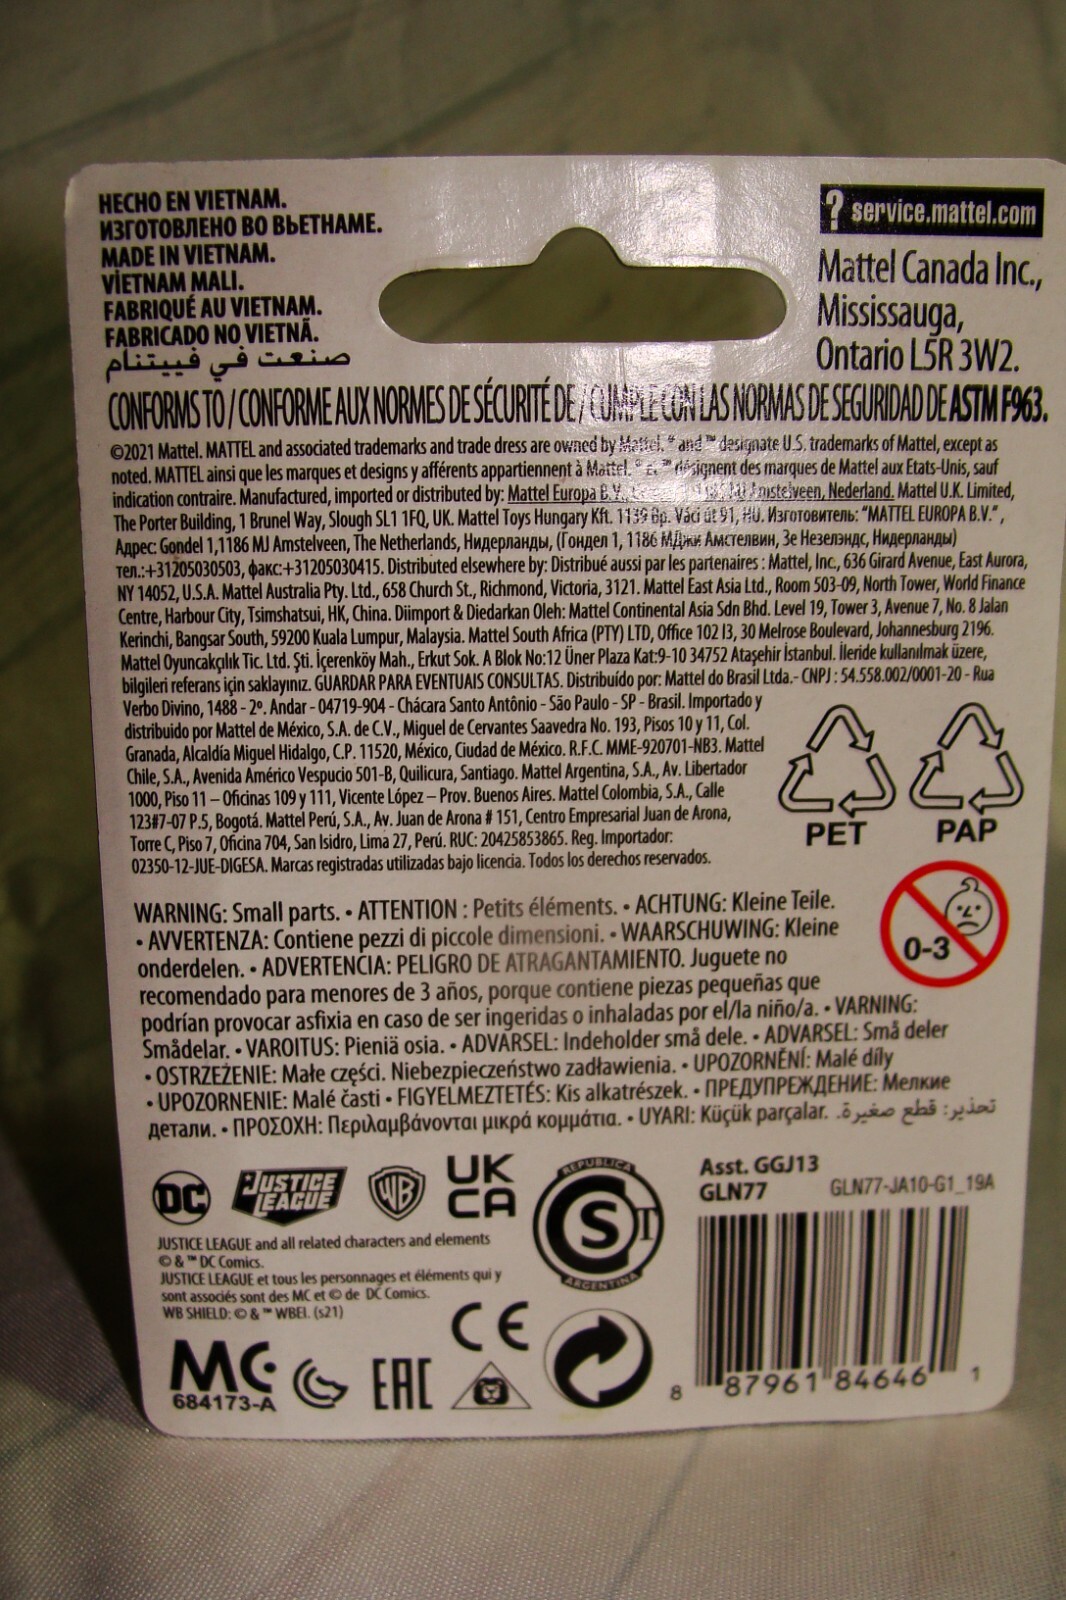 HECHO EN VIETNAM.
ИЗГОТОВЛЕНО ВО ВЬЕТНАМЕ.
MADE IN VIETNAM.
VİETNAM MALI.
FABRIQUÉ AU VIETNAM.
FABRICADO NO VIETNÃ.
صنعت في فييتنام
? service.mattel.com
Mattel Canada Inc.,
Mississauga,
Ontario L5R 3W2.
CONFORMS TO / CONFORME AUX NORMES DE SÉCURITÉ DE / CUMPLE CON LAS NORMAS DE SEGURIDAD DE ASTM F963.
©2021 Mattel. MATTEL and associated trademarks and trade dress are owned by Mattel. ® and ™ designate U.S. trademarks of Mattel, except as
noted. MATTEL ainsi que les marques et designs y afférents appartiennent à Mattel. ® et ™ désignent des marques de Mattel aux Etats-Unis, sauf
indication contraire. Manufactured, imported or distributed by: Mattel Europa B.V., 1186 MJ Amstelveen, Nederland. Mattel U.K. Limited,
The Porter Building, 1 Brunel Way, Slough SL1 1FQ, UK. Mattel Toys Hungary Kft. 1139 Bp. Váci út 91, HU. Изготовитель: "MATTEL EUROPA B.V.",
Адрес: Gondel 1,1186 MJ Amstelveen, The Netherlands, Нидерланды, (Гондел 1, 1186 МДжи Амстелвин, Зе Незелэндс, Нидерланды)
тел.:+31205030503, факс:+31205030415. Distributed elsewhere by: Distribué aussi par les partenaires : Mattel, Inc., 636 Girard Avenue, East Aurora,
NY 14052, U.S.A. Mattel Australia Pty. Ltd., 658 Church St., Richmond, Victoria, 3121. Mattel East Asia Ltd., Room 503-09, North Tower, World Finance
Centre, Harbour City, Tsimshatsui, HK, China. Diimport & Diedarkan Oleh: Mattel Continental Asia Sdn Bhd. Level 19, Tower 3, Avenue 7, No. 8 Jalan
Kerinchi, Bangsar South, 59200 Kuala Lumpur, Malaysia. Mattel South Africa (PTY) LTD, Office 102 I3, 30 Melrose Boulevard, Johannesburg 2196.
Mattel Oyuncakçılık Tic. Ltd. Şti. İçerenköy Mah., Erkut Sok. A Blok No:12 Üner Plaza Kat:9-10 34752 Ataşehir İstanbul. İleride kullanılmak üzere,
bilgileri referans için saklayınız. GUARDAR PARA EVENTUAIS CONSULTAS. Distribuído por: Mattel do Brasil Ltda.- CNPJ : 54.558.002/0001-20 - Rua
Verbo Divino, 1488 - 2º. Andar - 04719-904 - Chácara Santo Antônio - São Paulo - SP - Brasil. Importado y
distribuido por Mattel de México, S.A. de C.V., Miguel de Cervantes Saavedra No. 193, Pisos 10 y 11, Col.
Granada, Alcaldía Miguel Hidalgo, C.P. 11520, México, Ciudad de México. R.F.C. MME-920701-NB3. Mattel
Chile, S.A., Avenida Américo Vespucio 501-B, Quilicura, Santiago. Mattel Argentina, S.A., Av. Libertador
1000, Piso 11 – Oficinas 109 y 111, Vicente López – Prov. Buenos Aires. Mattel Colombia, S.A., Calle
123#7-07 P.5, Bogotá. Mattel Perú, S.A., Av. Juan de Arona # 151, Centro Empresarial Juan de Arona,
Torre C, Piso 7, Oficina 704, San Isidro, Lima 27, Perú. RUC: 20425853865. Reg. Importador:
02350-12-JUE-DIGESA. Marcas registradas utilizadas bajo licencia. Todos los derechos reservados.
PET
PAP
WARNING: Small parts. • ATTENTION : Petits éléments. • ACHTUNG: Kleine Teile.
• AVVERTENZA: Contiene pezzi di piccole dimensioni. • WAARSCHUWING: Kleine
onderdelen. • ADVERTENCIA: PELIGRO DE ATRAGANTAMIENTO. Juguete no
recomendado para menores de 3 años, porque contiene piezas pequeñas que
podrían provocar asfixia en caso de ser ingeridas o inhaladas por el/la niño/a. • VARNING:
Smådelar. • VAROITUS: Pieniä osia. • ADVARSEL: Indeholder små dele. • ADVARSEL: Små deler
• OSTRZEŻENIE: Małe części. Niebezpieczeństwo zadławienia. • UPOZORNĚNÍ: Malé díly
• UPOZORNENIE: Malé časti • FIGYELMEZTETÉS: Kis alkatrészek. • ПРЕДУПРЕЖДЕНИЕ: Мелкие
детали. • ΠΡΟΣΟΧΗ: Περιλαμβάνονται μικρά κομμάτια. • UYARI: Küçük parçalar. تحذير: قطع صغيرة.
0-3
DC
JUSTICE
LEAGUE
WB
UK
CA
REPUBLICA
S
T
ARGENTINA
Asst. GGJ13
GLN77
GLN77-JA10-G1_19A
JUSTICE LEAGUE and all related characters and elements
© & ™ DC Comics.
JUSTICE LEAGUE et tous les personnages et éléments qui y
sont associés sont des MC et © de DC Comics.
WB SHIELD: © & ™ WBEI. (s21)
CE
MC
684173-A
EAC
8 87961 84646 1